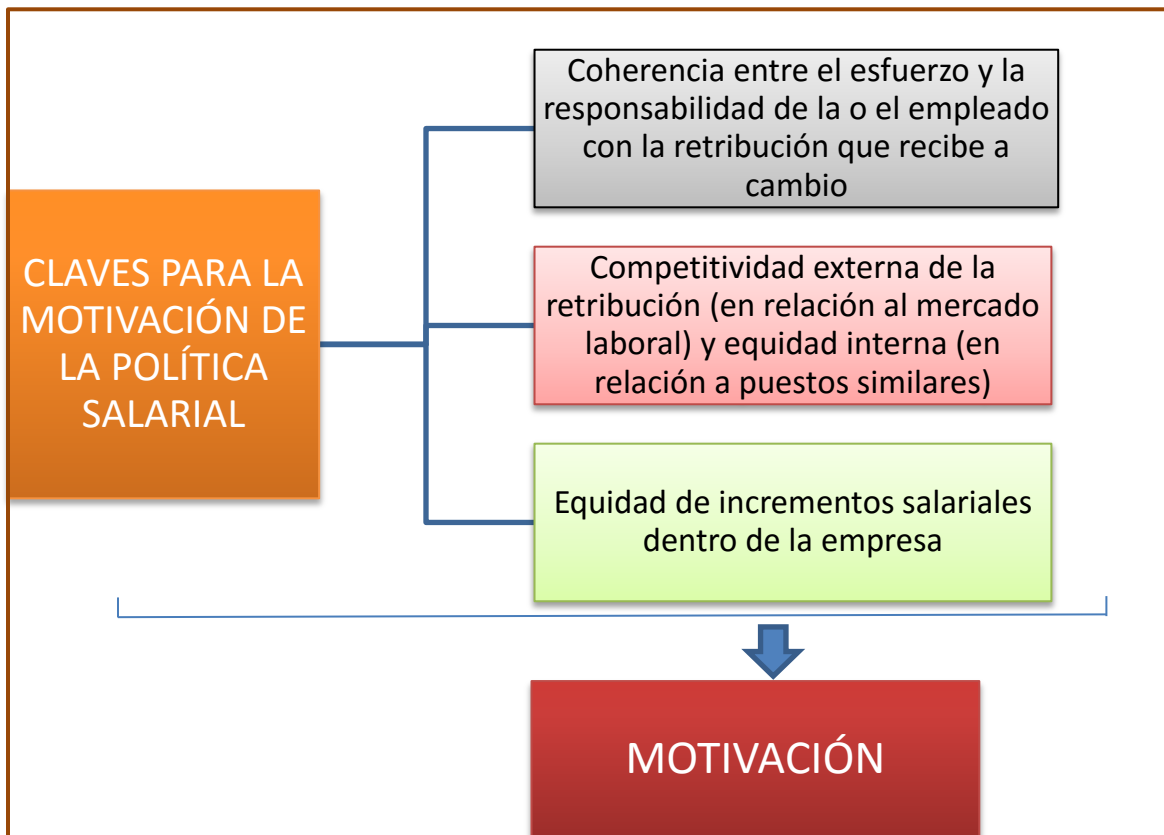 Coherencia entre el esfuerzo y la
responsabilidad de la o el empleado
con la retribución que recibe a
cambio
CLAVES PARA LA
MOTIVACIÓN DE
LA POLÍTICA
SALARIAL
Competitividad externa de la
retribución (en relación al mercado
laboral) y equidad interna (en
relación a puestos similares)
Equidad de incrementos salariales
dentro de la empresa
MOTIVACIÓN